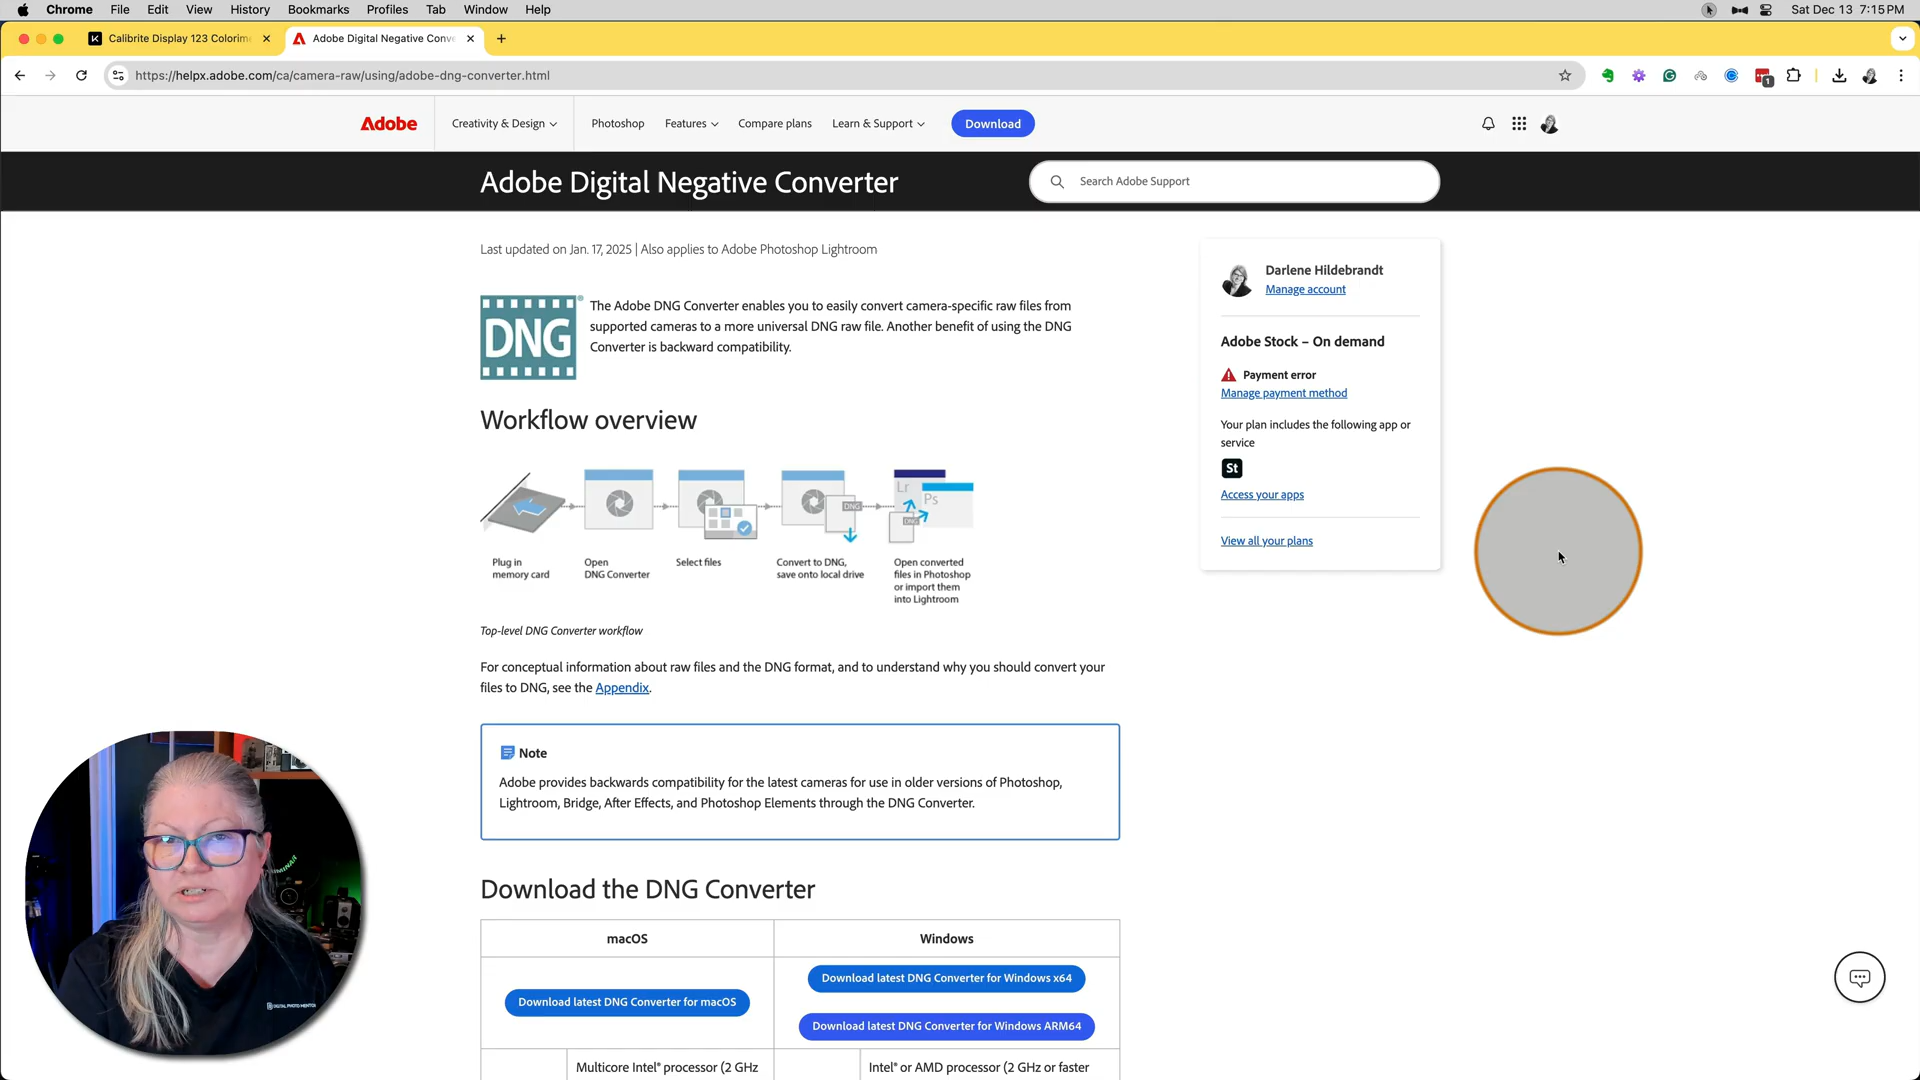 Chrome File Edit View History Bookmarks Profiles Tab Window Help
Sat Dec 13 7:15 PM
Calibrite Display 123 Colorim
Adobe Digital Negative Conve
https://helpx.adobe.com/ca/camera-raw/using/adobe-dng-converter.html
1
Adobe
Creativity & Design
Photoshop
Features
Compare plans
Learn & Support
Download
Adobe Digital Negative Converter
Search Adobe Support
Last updated on Jan. 17, 2025 | Also applies to Adobe Photoshop Lightroom
DNG
®
The Adobe DNG Converter enables you to easily convert camera-specific raw files from
supported cameras to a more universal DNG raw file. Another benefit of using the DNG
Converter is backward compatibility.
Darlene Hildebrandt
Manage account
Adobe Stock – On demand
Payment error
Manage payment method
Your plan includes the following app or
service
St
Access your apps
View all your plans
Workflow overview
Lr
Ps
DNG
DNG
Plug in
memory card
Open
DNG Converter
Select files
Convert to DNG,
save onto local drive
Open converted
files in Photoshop
or import them
into Lightroom
Top-level DNG Converter workflow
For conceptual information about raw files and the DNG format, and to understand why you should convert your
files to DNG, see the Appendix.
Note
Adobe provides backwards compatibility for the latest cameras for use in older versions of Photoshop,
Lightroom, Bridge, After Effects, and Photoshop Elements through the DNG Converter.
Download the DNG Converter
macOS
Windows
Download latest DNG Converter for macOS
Download latest DNG Converter for Windows x64
Download latest DNG Converter for Windows ARM64
Multicore Intel® processor (2 GHz
Intel® or AMD processor (2 GHz or faster
DIGITAL PHOTO MENTOR